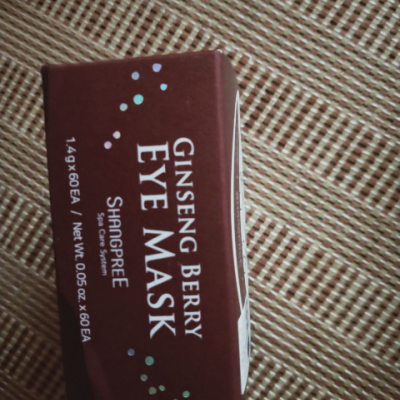 GINSENG BERRY
EYE MASK
SHANGPREE
Spa Care System
1.4g x 60 EA / Net Wt. 0.05 oz. x 60 EA